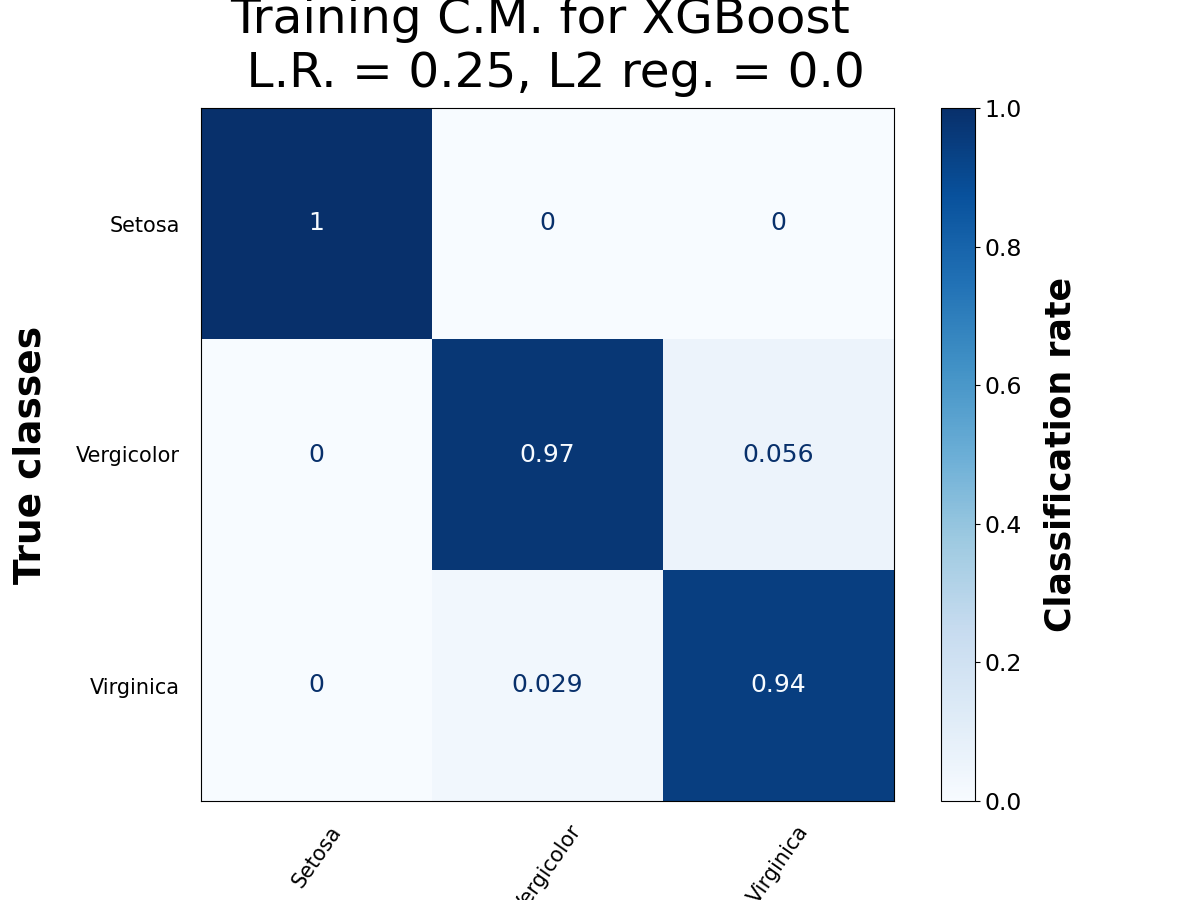 Training C.M. for XGBoost
L.R. = 0.25, L2 reg. = 0.0
True classes
Setosa
1
0
0
Vergicolor
0
0.97
0.056
Virginica
0
0.029
0.94
Setosa
Virginica
1.0
0.8
0.6
0.4
0.2
0.0
Classification rate